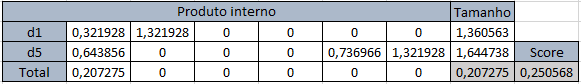 Produto interno Tamanho
d1 0,321928 1,321928 0 0 0 0 1,360563
d5 0,643856 0 0 0 0,736966 1,321928 1,644738 Score
Total 0,207275 0 0 0 0 0 0,207275 0,250568